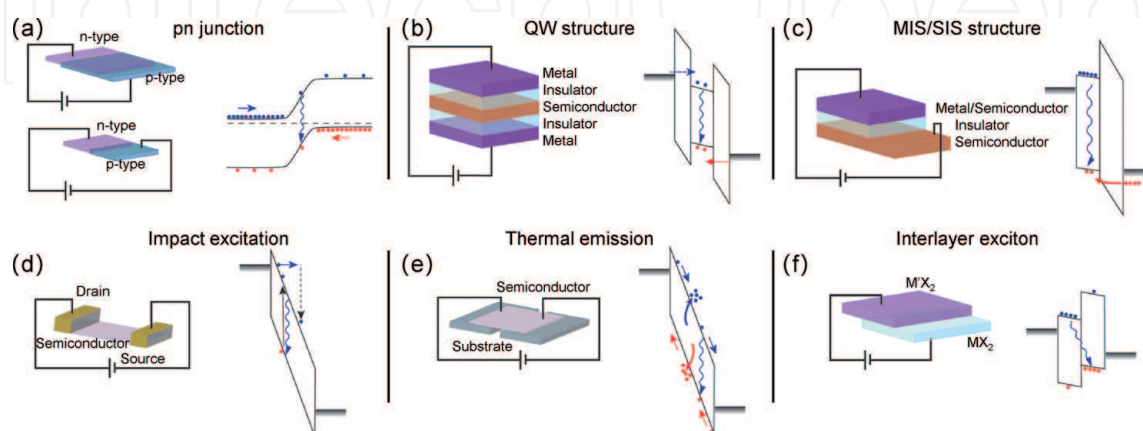 (a)
pn junction
n-type
p-type
n-type
p-type
(b)
QW structure
Metal
Insulator
Semiconductor
Insulator
Metal
(c)
MIS/SIS structure
Metal/Semiconductor
Insulator
Semiconductor
(d)
Impact excitation
Drain
Semiconductor
Source
(e)
Thermal emission
Semiconductor
Substrate
(f)
Interlayer exciton
M'X2
MX2